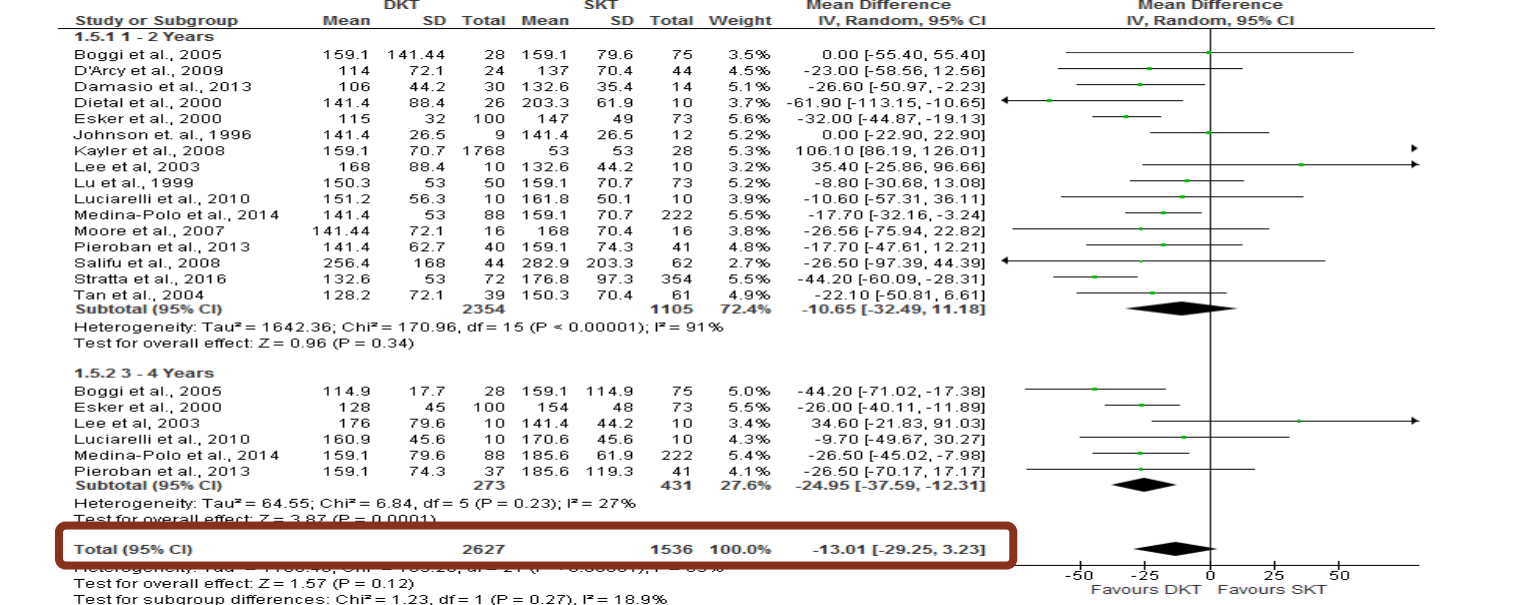 DKT SKT Mean Difference Mean Difference
Study or Subgroup Mean SD Total Mean SD Total Weight IV, Random, 95% CI IV, Random, 95% CI
1.5.1 1 - 2 Years
Boggi et al., 2005 159.1 141.44 28 159.1 79.6 75 3.5% 0.00 [-55.40, 55.40]
D'Arcy et al., 2009 114 72.1 24 137 70.4 44 4.5% -23.00 [-58.56, 12.56]
Damasio et al., 2013 106 44.2 30 132.6 35.4 14 5.1% -26.60 [-50.97, -2.23]
Dietal et al., 2000 141.4 88.4 26 203.3 61.9 10 3.7% -61.90 [-113.15, -10.65]
Esker et al., 2000 115 32 100 147 49 73 5.6% -32.00 [-44.87, -19.13]
Johnson et. al., 1996 141.4 26.5 9 141.4 26.5 12 5.2% 0.00 [-22.90, 22.90]
Kayler et al., 2008 159.1 70.7 1768 53 53 28 5.3% 106.10 [86.19, 126.01]
Lee et al, 2003 168 88.4 10 132.6 44.2 10 3.2% 35.40 [-25.86, 96.66]
Lu et al., 1999 150.3 53 50 159.1 70.7 73 5.2% -8.80 [-30.68, 13.08]
Luciarelli et al., 2010 151.2 56.3 10 161.8 50.1 10 3.9% -10.60 [-57.31, 36.11]
Medina-Polo et al., 2014 141.4 53 88 159.1 70.7 222 5.5% -17.70 [-32.16, -3.24]
Moore et al., 2007 141.44 72.1 16 168 70.4 16 3.8% -26.56 [-75.94, 22.82]
Pieroban et al., 2013 141.4 62.7 40 159.1 74.3 41 4.8% -17.70 [-47.61, 12.21]
Salifu et al., 2008 256.4 168 44 282.9 203.3 62 2.7% -26.50 [-97.39, 44.39]
Stratta et al., 2016 132.6 53 72 176.8 97.3 354 5.5% -44.20 [-60.09, -28.31]
Tan et al., 2004 128.2 72.1 39 150.3 70.4 61 4.9% -22.10 [-50.81, 6.61]
Subtotal (95% CI) 2354 1105 72.4% -10.65 [-32.49, 11.18]
Heterogeneity: Tau² = 1642.36; Chi² = 170.96, df = 15 (P < 0.00001); I² = 91%
Test for overall effect: Z = 0.96 (P = 0.34)
1.5.2 3 - 4 Years
Boggi et al., 2005 114.9 17.7 28 159.1 114.9 75 5.0% -44.20 [-71.02, -17.38]
Esker et al., 2000 128 45 100 154 48 73 5.5% -26.00 [-40.11, -11.89]
Lee et al, 2003 176 79.6 10 141.4 44.2 10 3.4% 34.60 [-21.83, 91.03]
Luciarelli et al., 2010 160.9 45.6 10 170.6 45.6 10 4.3% -9.70 [-49.67, 30.27]
Medina-Polo et al., 2014 159.1 79.6 88 185.6 61.9 222 5.4% -26.50 [-45.02, -7.98]
Pieroban et al., 2013 159.1 74.3 37 185.6 119.3 41 4.1% -26.50 [-70.17, 17.17]
Subtotal (95% CI) 273 431 27.6% -24.95 [-37.59, -12.31]
Heterogeneity: Tau² = 64.55; Chi² = 6.84, df = 5 (P = 0.23); I² = 27%
Test for overall effect: Z = 3.87 (P = 0.0001)
Total (95% CI) 2627 1536 100.0% -13.01 [-29.25, 3.23]
-50 -25 0 25 50
Test for overall effect: Z = 1.57 (P = 0.12)
Favours DKT Favours SKT
Test for subgroup differences: Chi² = 1.23, df = 1 (P = 0.27), I² = 18.9%